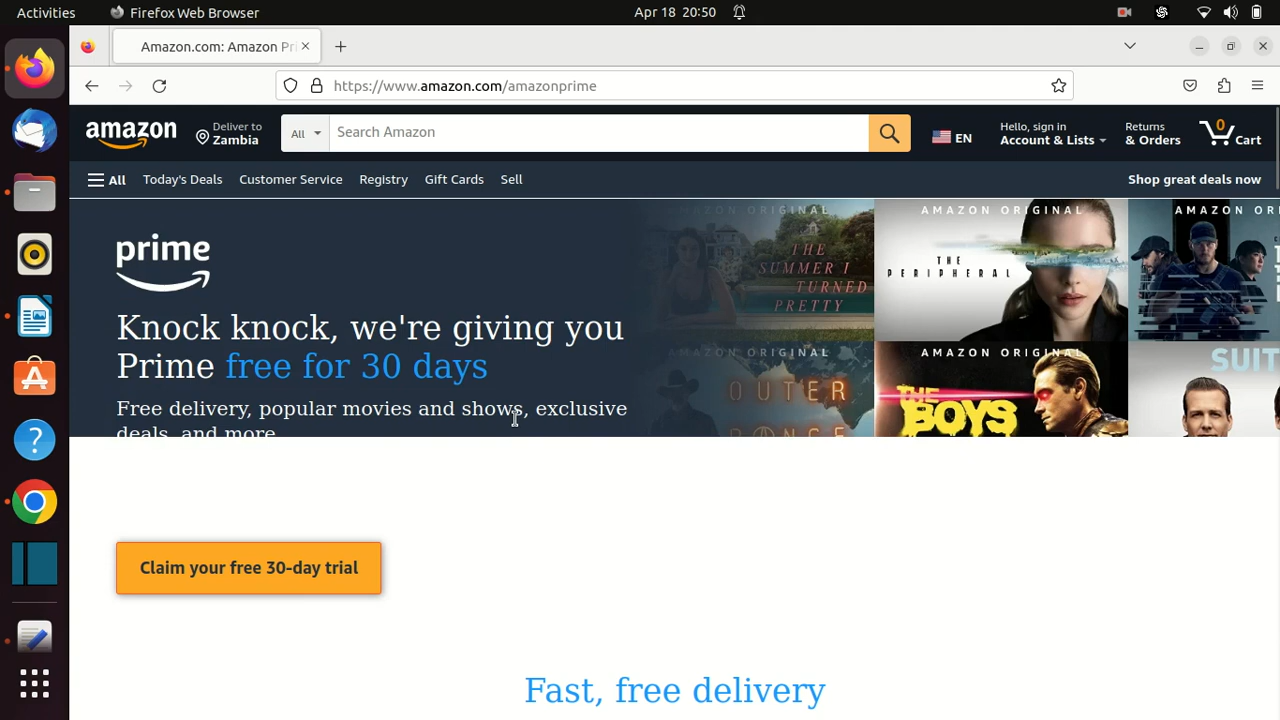 Activities
Firefox Web Browser
Apr 18 20:50
Amazon.com: Amazon Pri
https://www.amazon.com/amazonprime
amazon
Deliver to
Zambia
All
Search Amazon
EN
Hello, sign in
Account & Lists
Returns
& Orders
0
Cart
All
Today's Deals
Customer Service
Registry
Gift Cards
Sell
Shop great deals now
prime
Knock knock, we're giving you
Prime free for 30 days
Free delivery, popular movies and shows, exclusive
deals, and more
AMAZON ORIGINAL
THE
SUMMER I
TURNED
PRETTY
AMAZON ORIGINAL
THE
PERIPHERAL
AMAZON OR
AMAZON ORIGINAL
OUTER
RANGE
AMAZON ORIGINAL
THE
BOYS
SUIT
Claim your free 30-day trial
Fast, free delivery